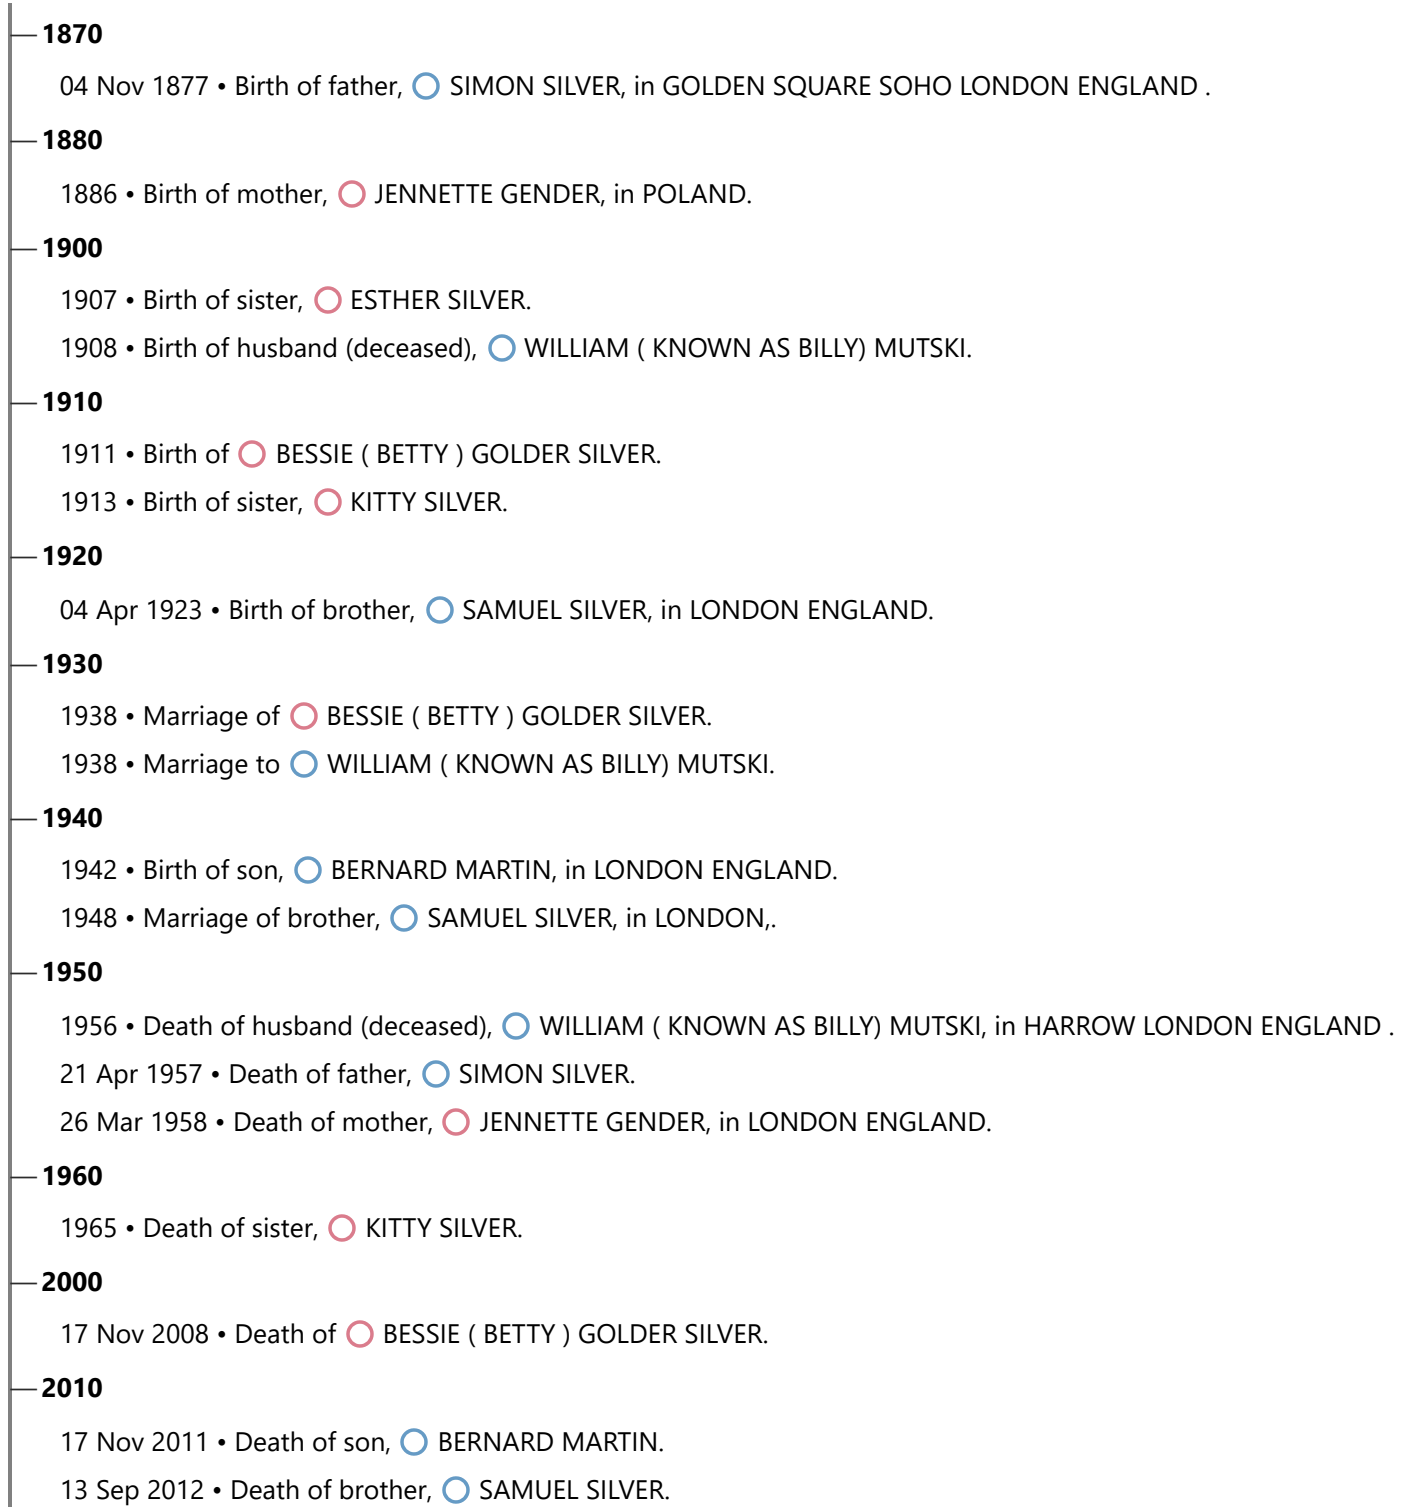 1870
04 Nov 1877 • Birth of father, SIMON SILVER, in GOLDEN SQUARE SOHO LONDON ENGLAND .
1880
1886 • Birth of mother, JENNETTE GENDER, in POLAND.
1900
1907 • Birth of sister, ESTHER SILVER.
1908 • Birth of husband (deceased), WILLIAM ( KNOWN AS BILLY) MUTSKI.
1910
1911 • Birth of BESSIE ( BETTY ) GOLDER SILVER.
1913 • Birth of sister, KITTY SILVER.
1920
04 Apr 1923 • Birth of brother, SAMUEL SILVER, in LONDON ENGLAND.
1930
1938 • Marriage of BESSIE ( BETTY ) GOLDER SILVER.
1938 • Marriage to WILLIAM ( KNOWN AS BILLY) MUTSKI.
1940
1942 • Birth of son, BERNARD MARTIN, in LONDON ENGLAND.
1948 • Marriage of brother, SAMUEL SILVER, in LONDON,.
1950
1956 • Death of husband (deceased), WILLIAM ( KNOWN AS BILLY) MUTSKI, in HARROW LONDON ENGLAND .
21 Apr 1957 • Death of father, SIMON SILVER.
26 Mar 1958 • Death of mother, JENNETTE GENDER, in LONDON ENGLAND.
1960
1965 • Death of sister, KITTY SILVER.
2000
17 Nov 2008 • Death of BESSIE ( BETTY ) GOLDER SILVER.
2010
17 Nov 2011 • Death of son, BERNARD MARTIN.
13 Sep 2012 • Death of brother, SAMUEL SILVER.